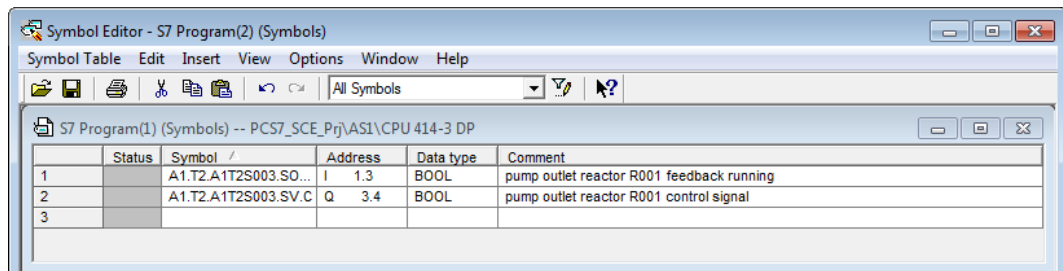 Symbol Editor - S7 Program(2) (Symbols)
Symbol Table Edit Insert View Options Window Help
All Symbols
S7 Program(1) (Symbols) -- PCS7_SCE_Prj\AS1\CPU 414-3 DP
Status Symbol Address Data type Comment
1 A1.T2.A1T2S003.SO... I 1.3 BOOL pump outlet reactor R001 feedback running
2 A1.T2.A1T2S003.SV.C Q 3.4 BOOL pump outlet reactor R001 control signal
3